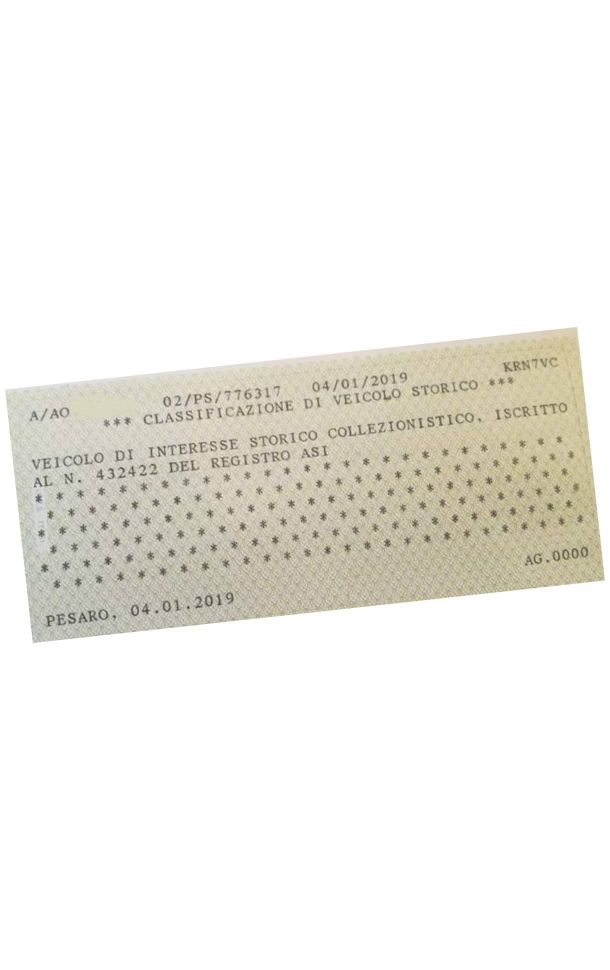 A/AO 02/PS/776317 04/01/2019 KRN7VC
*** CLASSIFICAZIONE DI VEICOLO STORICO ***
VEICOLO DI INTERESSE STORICO COLLEZIONISTICO, ISCRITTO
AL N. 432422 DEL REGISTRO ASI
AG.0000
PESARO, 04.01.2019